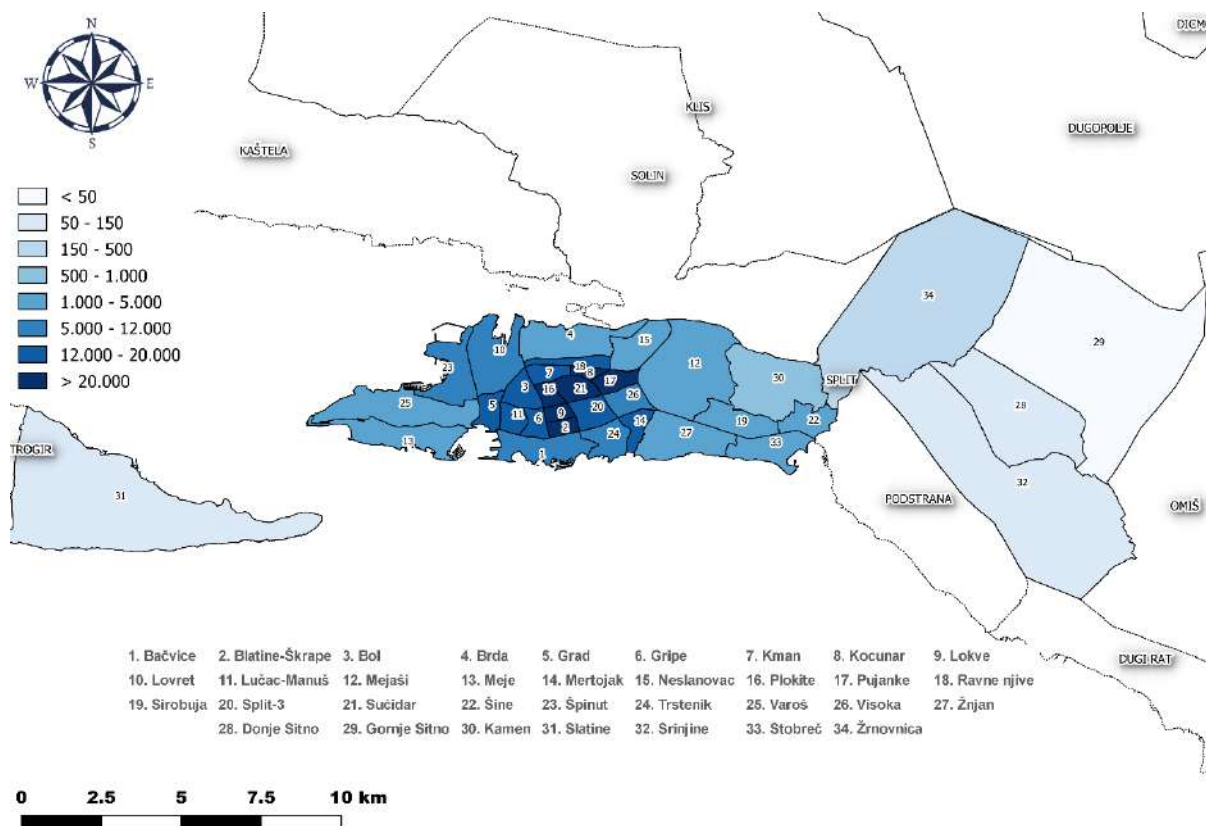 N
W E
S
DICM
KLIS
DUGOPOLJE
KAŠTELA
SOLIN
< 50
50 - 150
150 - 500
500 - 1.000
1.000 - 5.000
5.000 - 12.000
12.000 - 20.000
> 20.000
34
29
4
10
15
12
18
8
23
7
30
SPLIT
3
16
21
17
26
28
25
5
11
6
9
20
14
19
22
2
24
27
33
13
1
TROGIR
31
32
PODSTRANA
OMIŠ
DUGI RAT
1. Bačvice 2. Blatine-Škrape 3. Bol 4. Brda 5. Grad 6. Gripe 7. Kman 8. Kocunar 9. Lokve
10. Lovret 11. Lučac-Manuš 12. Mejaši 13. Meje 14. Mertojak 15. Neslanovac 16. Plokite 17. Pujanke 18. Ravne njive
19. Sirobuja 20. Split-3 21. Sućidar 22. Šine 23. Špinut 24. Trstenik 25. Varoš 26. Visoka 27. Žnjan
28. Donje Sitno 29. Gornje Sitno 30. Kamen 31. Slatine 32. Srinjine 33. Stobreč 34. Žrnovnica
0 2.5 5 7.5 10 km